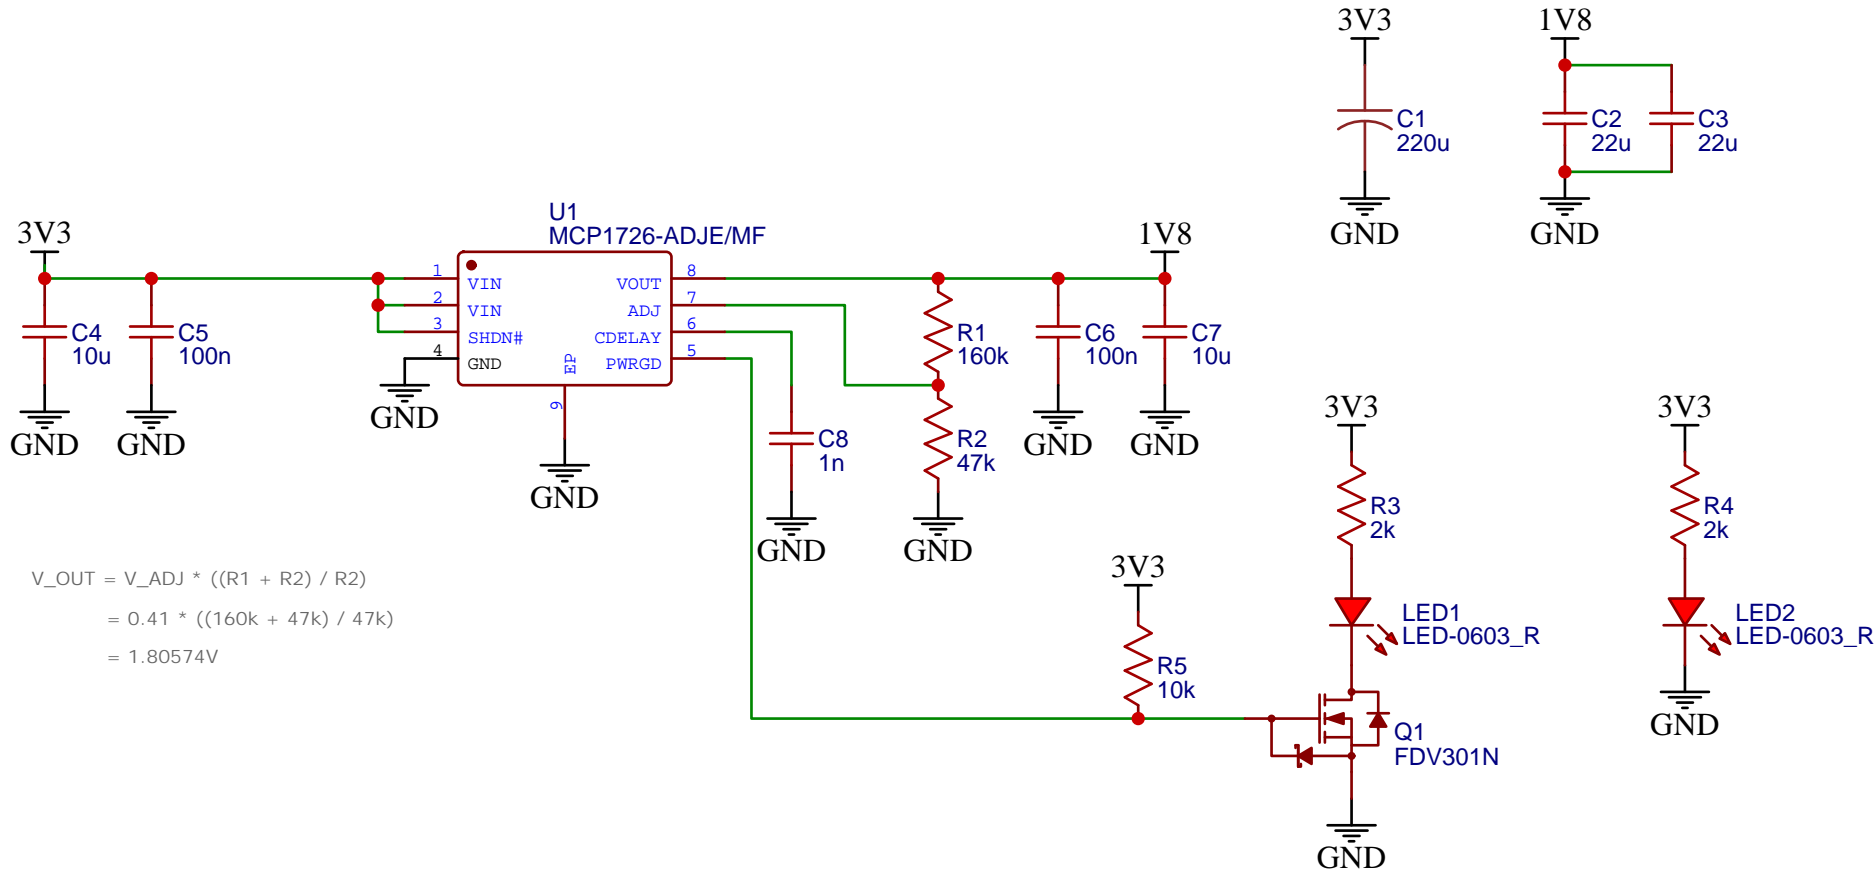 3V3
1V8
C1
220u
C2
22u
C3
22u
GND
GND
U1
MCP1726-ADJE/MF
3V3
1V8
1
VIN
2
VIN
3
SHDN#
4
GND
EP
9
8
VOUT
7
ADJ
6
CDELAY
5
PWRGD
C4
10u
C5
100n
R1
160k
C6
100n
C7
10u
GND
GND
GND
GND
GND
GND
C8
1n
R2
47k
GND
GND
3V3
3V3
R3
2k
R4
2k
V_OUT = V_ADJ * ((R1 + R2) / R2)
= 0.41 * ((160k + 47k) / 47k)
= 1.80574V
3V3
R5
10k
LED1
LED-0603_R
LED2
LED-0603_R
GND
Q1
FDV301N
GND